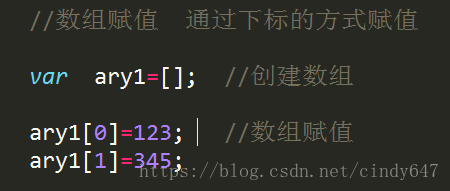 //数组赋值  通过下标的方式赋值
var  ary1=[];  //创建数组
ary1[0]=123;  //数组赋值
ary1[1]=345;
https://blog.csdn.net/cindy647